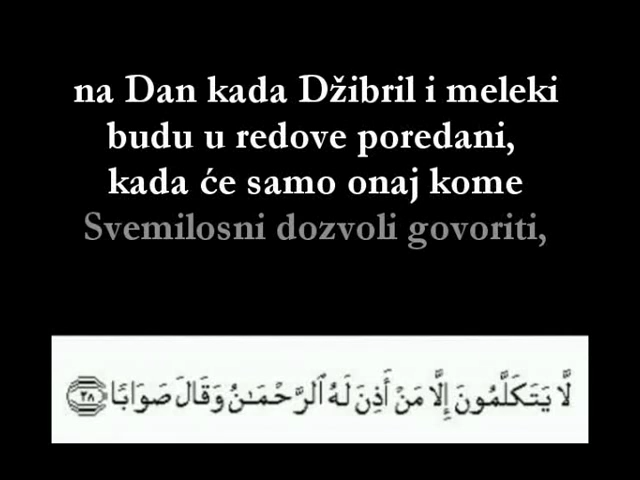 na Dan kada Džibril i meleki
budu u redove poredani,
kada će samo onaj kome
Svemilosni dozvoli govoriti,
لَّا يَتَكَلَّمُونَ إِلَّا مَنْ أَذِنَ لَهُ ٱلرَّحْمَـٰنُ وَقَالَ صَوَابًا ٣٨